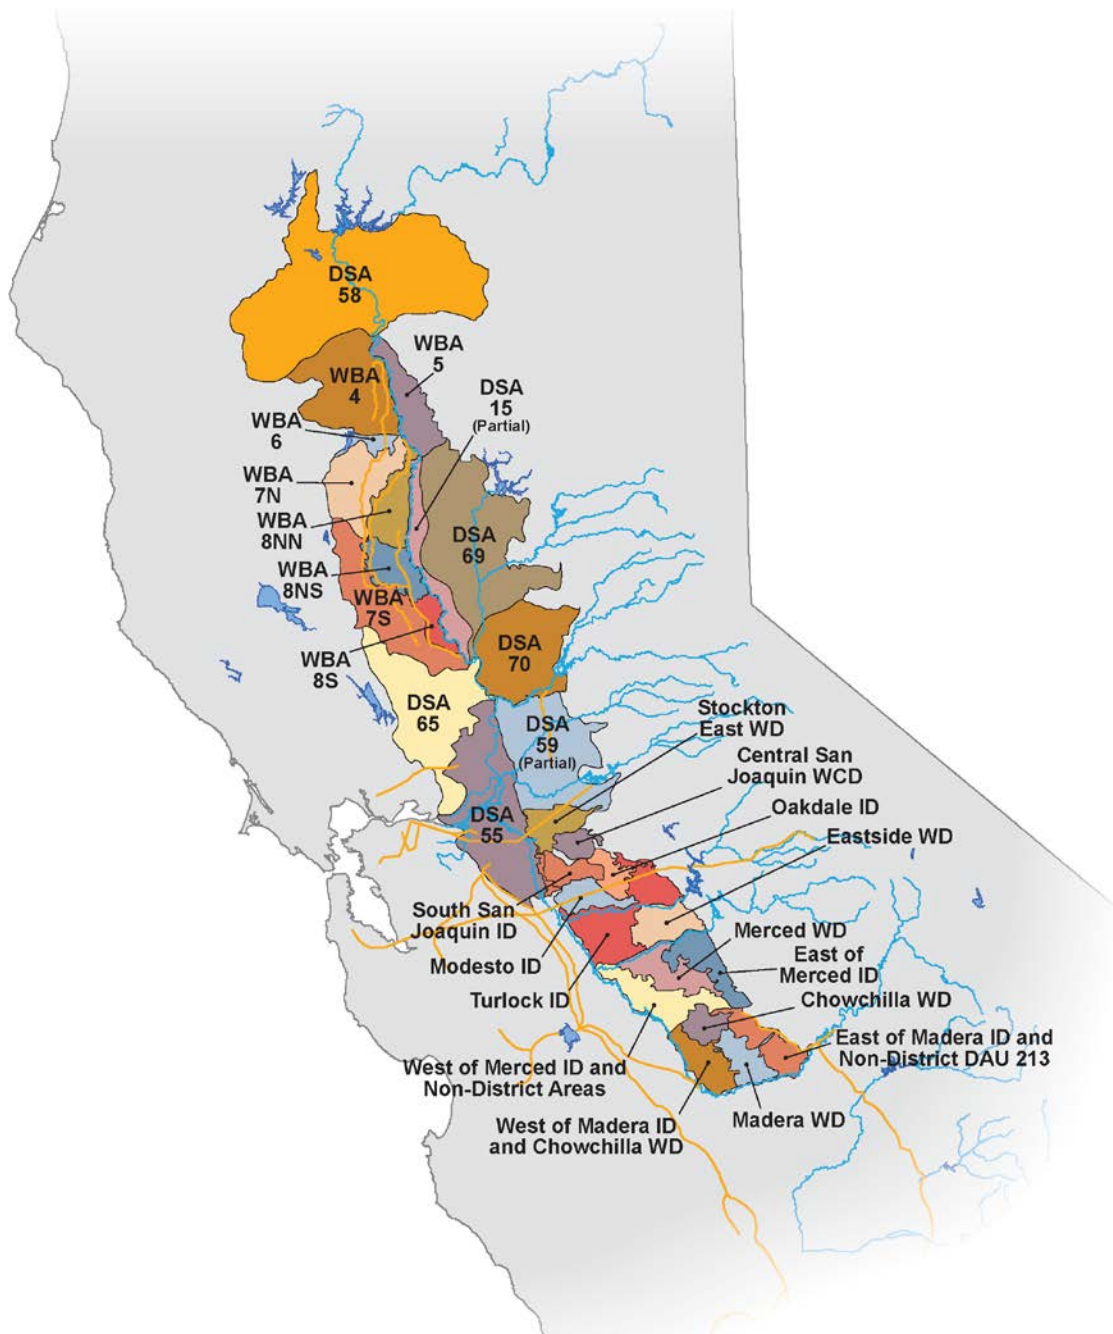 DSA
58
WBA
5
WBA
4
DSA
15
(Partial)
WBA
6
WBA
7N
WBA
8NN
DSA
69
WBA
8NS
WBA
7S
WBA
8S
DSA
70
DSA
65
DSA
59
(Partial)
Stockton
East WD
Central San
Joaquin WCD
Oakdale ID
Eastside WD
DSA
55
South San
Joaquin ID
Modesto ID
Turlock ID
Merced WD
East of
Merced ID
Chowchilla WD
East of Madera ID and
Non-District DAU 213
West of Merced ID and
Non-District Areas
West of Madera ID
and Chowchilla WD
Madera WD